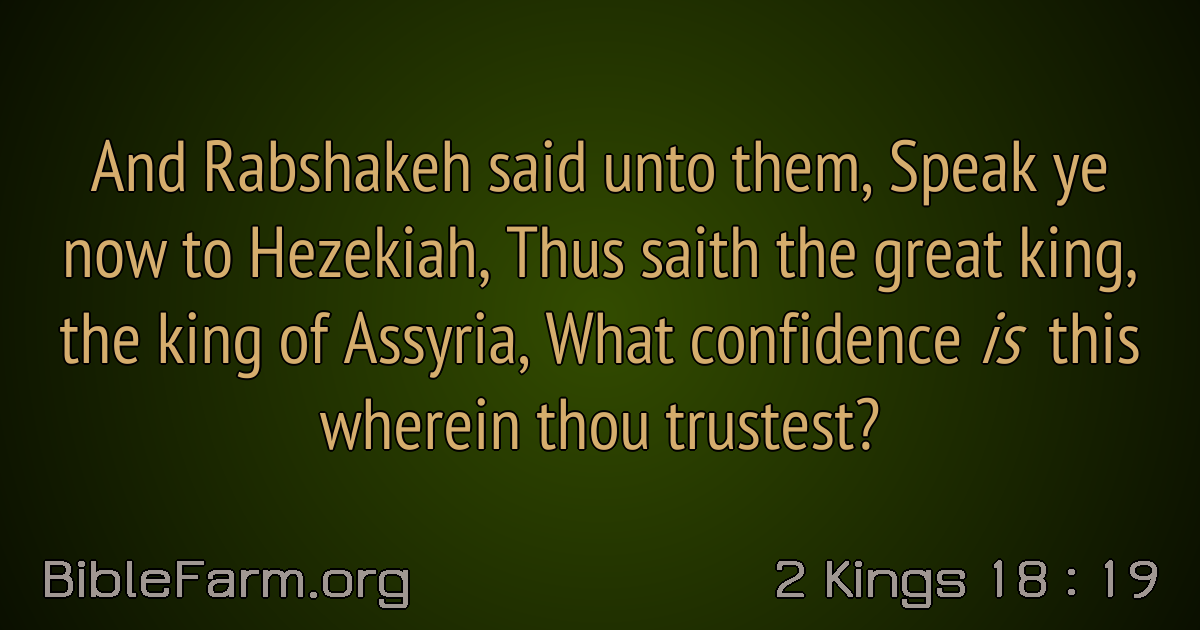 And Rabshakeh said unto them, Speak ye
now to Hezekiah, Thus saith the great king,
the king of Assyria, What confidence is this
wherein thou trustest?
BibleFarm.org
2 Kings 18 : 19